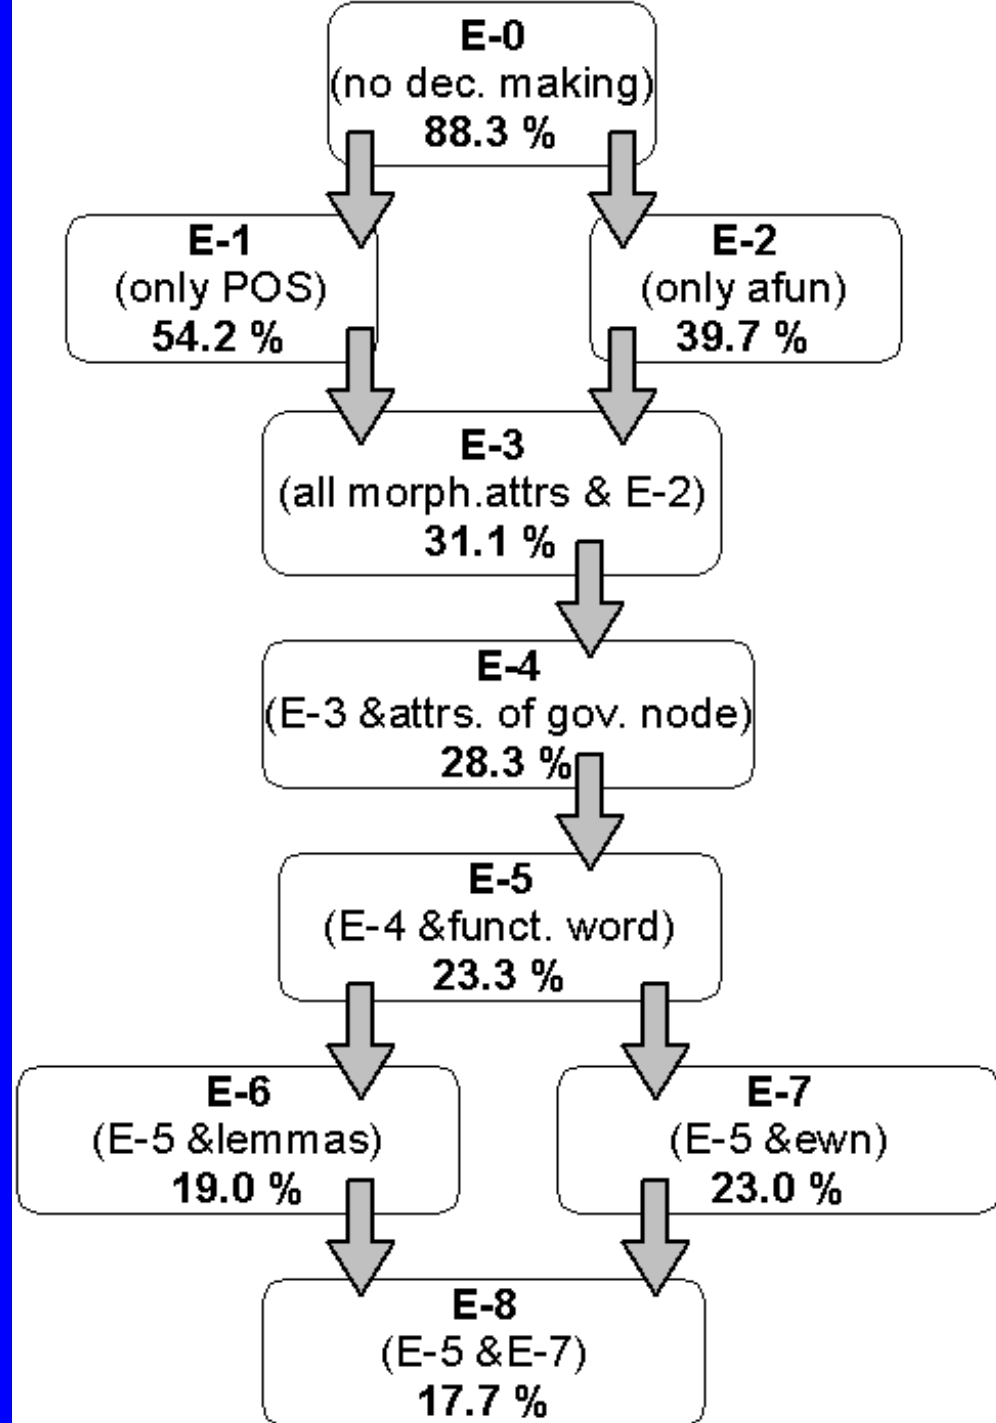 E-0
(no dec. making)
88.3 %
E-1
(only POS)
54.2 %
E-2
(only afun)
39.7 %
E-3
(all morph.attrs & E-2)
31.1 %
E-4
(E-3 &attrs. of gov. node)
28.3 %
E-5
(E-4 &funct. word)
23.3 %
E-6
(E-5 &lemmas)
19.0 %
E-7
(E-5 &ewn)
23.0 %
E-8
(E-5 &E-7)
17.7 %